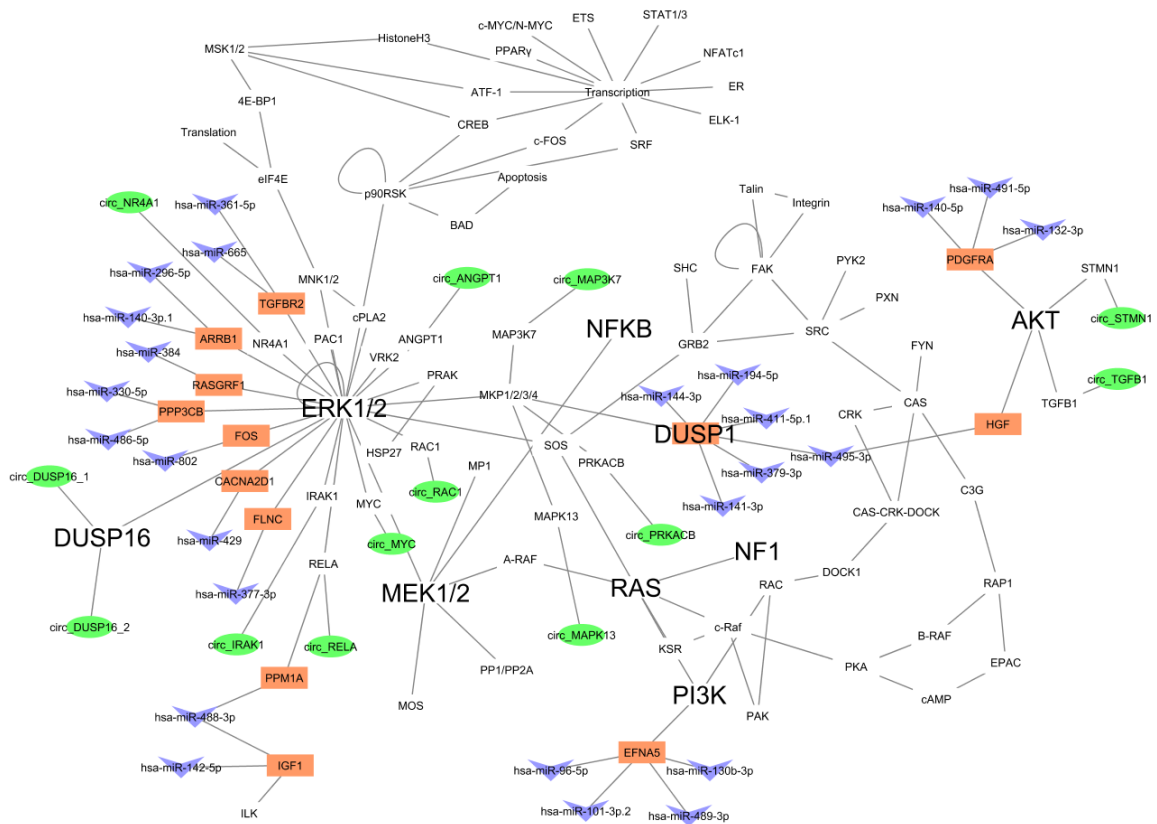 ETS
STAT1/3
c-MYC/N-MYC
HistoneH3
MSK1/2
PPARγ
NFATc1
ER
ATF-1
Transcription
4E-BP1
CREB
ELK-1
Translation
c-FOS
SRF
eIF4E
Apoptosis
p90RSK
Talin
Integrin
hsa-miR-491-5p
hsa-miR-140-5p
circ_NR4A1
hsa-miR-361-5p
BAD
hsa-miR-132-3p
hsa-miR-665
SHC
PYK2
PDGFRA
STMN1
FAK
hsa-miR-296-5p
MNK1/2
circ_ANGPT1
circ_MAP3K7
PXN
TGFBR2
hsa-miR-140-3p.1
cPLA2
NFKB
AKT
circ_STMN1
ARRB1
NR4A1
PAC1
ANGPT1
MAP3K7
SRC
GRB2
FYN
hsa-miR-384
VRK2
PRAK
hsa-miR-194-5p
circ_TGFB1
RASGRF1
hsa-miR-330-5p
MKP1/2/3/4
hsa-miR-144-3p
CAS
TGFB1
PPP3CB
ERK1/2
CRK
hsa-miR-411-5p.1
HGF
hsa-miR-486-5p
FOS
DUSP1
SOS
RAC1
HSP27
hsa-miR-802
PRKACB
hsa-miR-495-3p
circ_DUSP16_1
MP1
hsa-miR-379-3p
CACNA2D1
circ_RAC1
C3G
IRAK1
MYC
hsa-miR-141-3p
CAS-CRK-DOCK
FLNC
MAPK13
DUSP16
hsa-miR-429
circ_MYC
circ_PRKACB
NF1
RELA
A-RAF
DOCK1
hsa-miR-377-3p
MEK1/2
RAS
RAC
RAP1
circ_DUSP16_2
c-Raf
circ_IRAK1
circ_RELA
circ_MAPK13
B-RAF
KSR
EPAC
PKA
PPM1A
PP1/PP2A
PI3K
cAMP
MOS
hsa-miR-488-3p
PAK
EFNA5
IGF1
hsa-miR-142-5p
hsa-miR-96-5p
hsa-miR-130b-3p
ILK
hsa-miR-101-3p.2
hsa-miR-489-3p